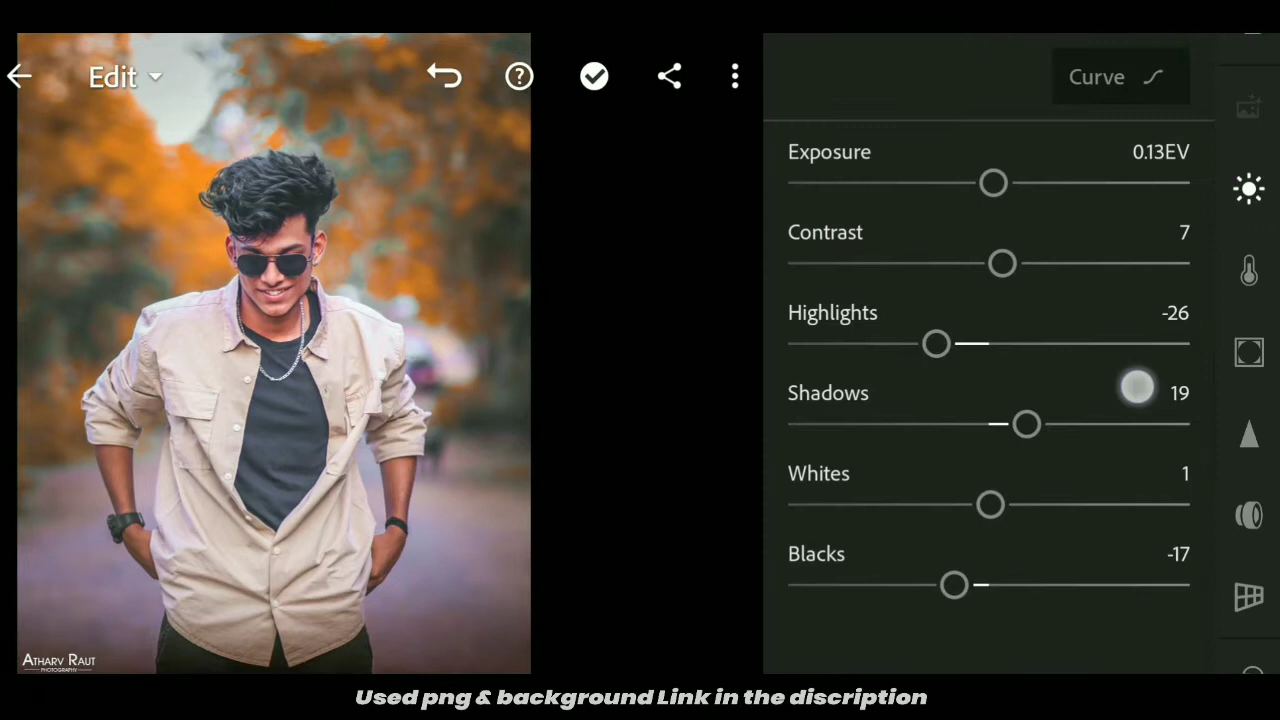 Edit
Curve
Exposure 0.13EV
Contrast 7
Highlights -26
Shadows 19
Whites 1
Blacks -17
ATHARV RAUT
PHOTOGRAPHY
Used png & background Link in the discription